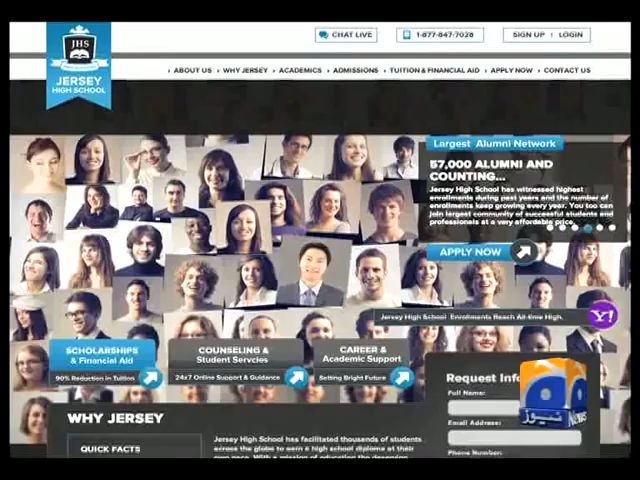 JHS
JERSEY
HIGH SCHOOL
CHAT LIVE
1-877-847-7028
SIGN UP | LOGIN
ABOUT US
WHY JERSEY
ACADEMICS
ADMISSIONS
TUITION & FINANCIAL AID
APPLY NOW
CONTACT US
Largest Alumni Network
57,000 ALUMNI AND
COUNTING...
Jersey High School has witnessed highest
enrollments during past years and the number of
enrollments keep growing every year. You too can
join largest community of successful students and
professionals at a very affordable price.
APPLY NOW
Jersey High School Enrollments Reach All-time High.
Y!
SCHOLARSHIPS
& Financial Aid
90% Reduction in Tuition
COUNSELING &
Student Servcies
24x7 Online Support & Guidance
CAREER &
Academic Support
Setting Bright Future
Request Inf
Full Name:
Email Address:
Phone Number:
نیوز
NEWS
WHY JERSEY
QUICK FACTS
Jersey High School has facilitated thousands of students
across the globe to earn a high school diploma at their
own pace. With a mission of education the deserving